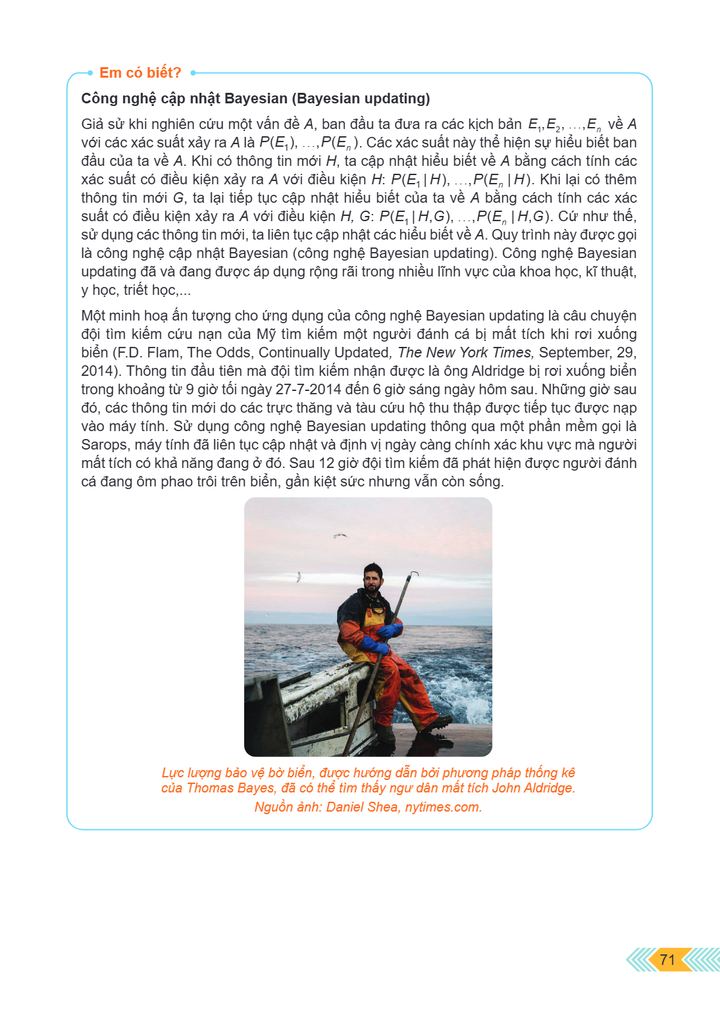 Em có biết?
Công nghệ cập nhật Bayesian (Bayesian updating)
Giả sử khi nghiên cứu một vấn đề A, ban đầu ta đưa ra các kịch bản E₁,E₂, …,Eₙ về A
với các xác suất xảy ra A là P(E₁), …,P(Eₙ). Các xác suất này thể hiện sự hiểu biết ban
đầu của ta về A. Khi có thông tin mới H, ta cập nhật hiểu biết về A bằng cách tính các
xác suất có điều kiện xảy ra A với điều kiện H: P(E₁|H), …,P(Eₙ|H). Khi lại có thêm
thông tin mới G, ta lại tiếp tục cập nhật hiểu biết của ta về A bằng cách tính các xác
suất có điều kiện xảy ra A với điều kiện H, G: P(E₁|H,G), …,P(Eₙ|H,G). Cứ như thế,
sử dụng các thông tin mới, ta liên tục cập nhật các hiểu biết về A. Quy trình này được gọi
là công nghệ cập nhật Bayesian (công nghệ Bayesian updating). Công nghệ Bayesian
updating đã và đang được áp dụng rộng rãi trong nhiều lĩnh vực của khoa học, kĩ thuật,
y học, triết học,...
Một minh hoạ ấn tượng cho ứng dụng của công nghệ Bayesian updating là câu chuyện
đội tìm kiếm cứu nạn của Mỹ tìm kiếm một người đánh cá bị mất tích khi rơi xuống
biển (F.D. Flam, The Odds, Continually Updated, The New York Times, September, 29,
2014). Thông tin đầu tiên mà đội tìm kiếm nhận được là ông Aldridge bị rơi xuống biển
trong khoảng từ 9 giờ tối ngày 27-7-2014 đến 6 giờ sáng ngày hôm sau. Những giờ sau
đó, các thông tin mới do các trực thăng và tàu cứu hộ thu thập được tiếp tục được nạp
vào máy tính. Sử dụng công nghệ Bayesian updating thông qua một phần mềm gọi là
Sarops, máy tính đã liên tục cập nhật và định vị ngày càng chính xác khu vực mà người
mất tích có khả năng đang ở đó. Sau 12 giờ đội tìm kiếm đã phát hiện được người đánh
cá đang ôm phao trôi trên biển, gần kiệt sức nhưng vẫn còn sống.
Lực lượng bảo vệ bờ biển, được hướng dẫn bởi phương pháp thống kê
của Thomas Bayes, đã có thể tìm thấy ngư dân mất tích John Aldridge.
Nguồn ảnh: Daniel Shea, nytimes.com.
71